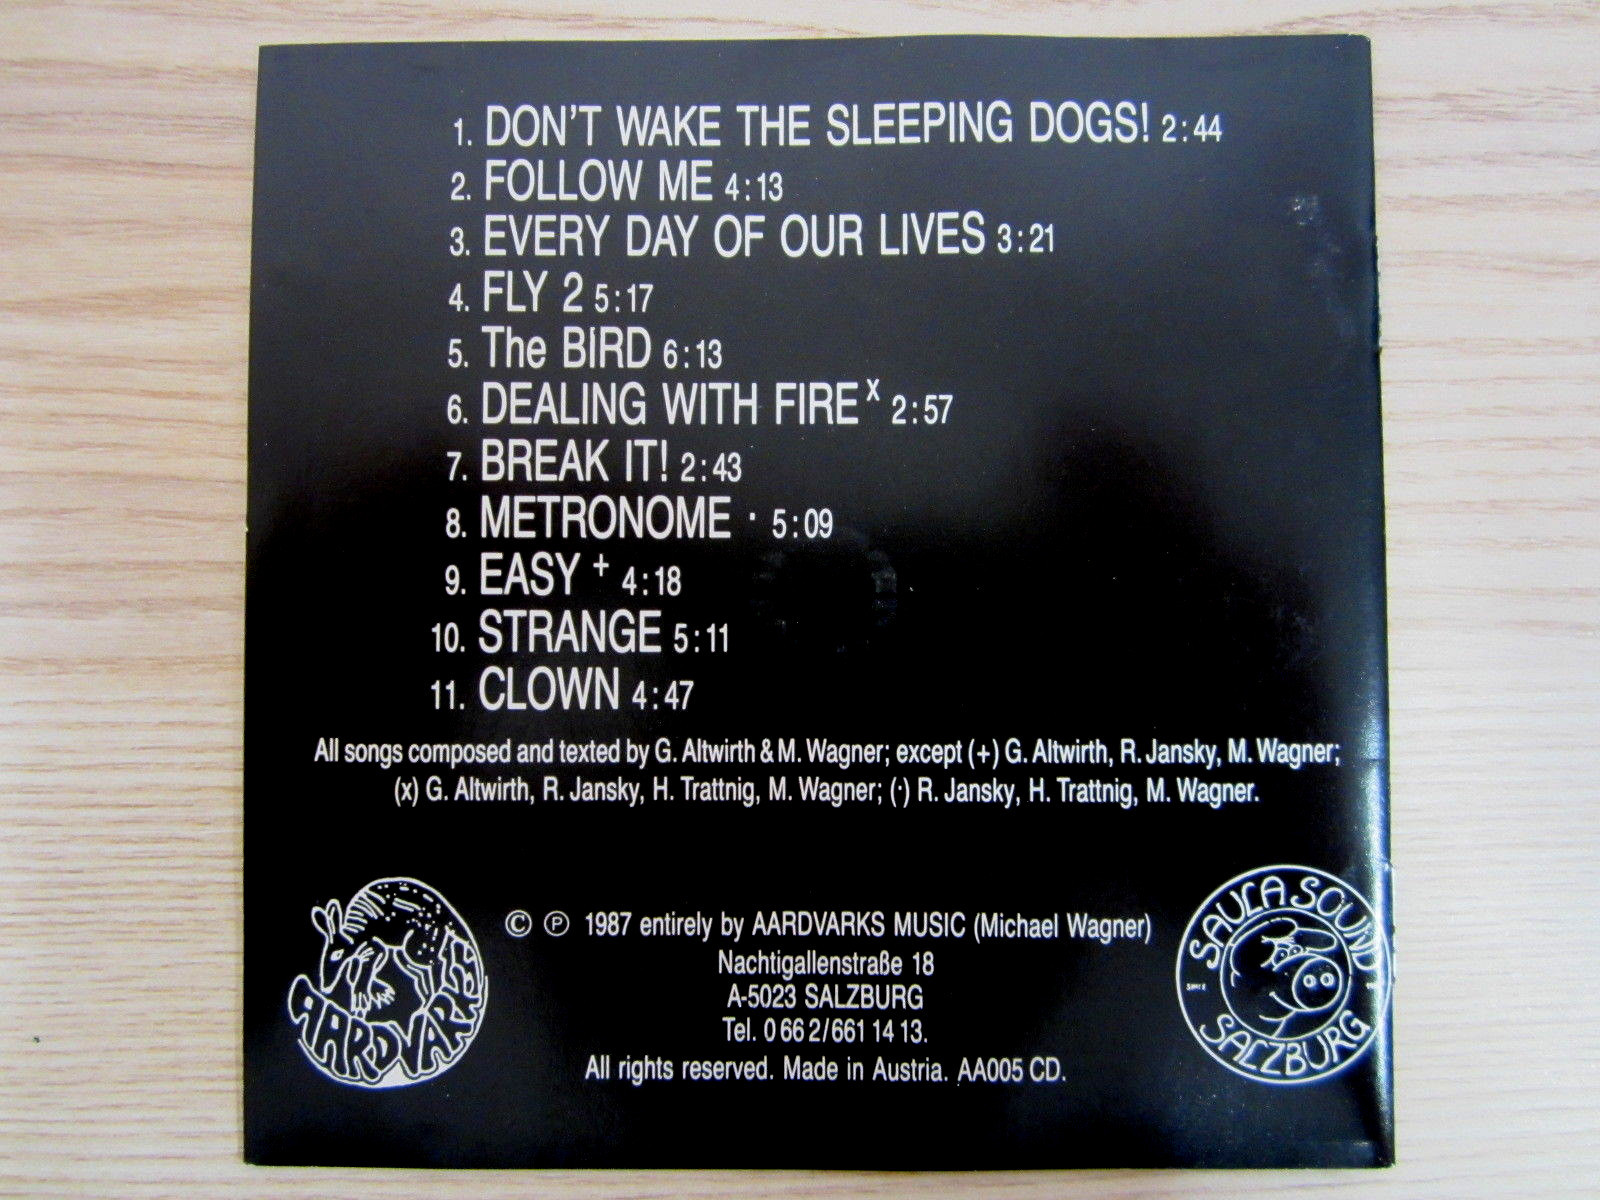 1. DON'T WAKE THE SLEEPING DOGS! 2:44
2. FOLLOW ME 4:13
3. EVERY DAY OF OUR LIVES 3:21
4. FLY 2 5:17
5. The BIRD 6:13
6. DEALING WITH FIRE x 2:57
7. BREAK IT! 2:43
8. METRONOME · 5:09
9. EASY + 4:18
10. STRANGE 5:11
11. CLOWN 4:47
All songs composed and texted by G. Altwirth & M. Wagner; except (+) G. Altwirth, R. Jansky, M. Wagner;
(x) G. Altwirth, R. Jansky, H. Trattnig, M. Wagner; (·) R. Jansky, H. Trattnig, M. Wagner.
AARDVARKS
© ℗ 1987 entirely by AARDVARKS MUSIC (Michael Wagner)
Nachtigallenstraße 18
A-5023 SALZBURG
Tel. 0 66 2/661 14 13.
All rights reserved. Made in Austria. AA005 CD.
SAULA SOUND
SALZBURG